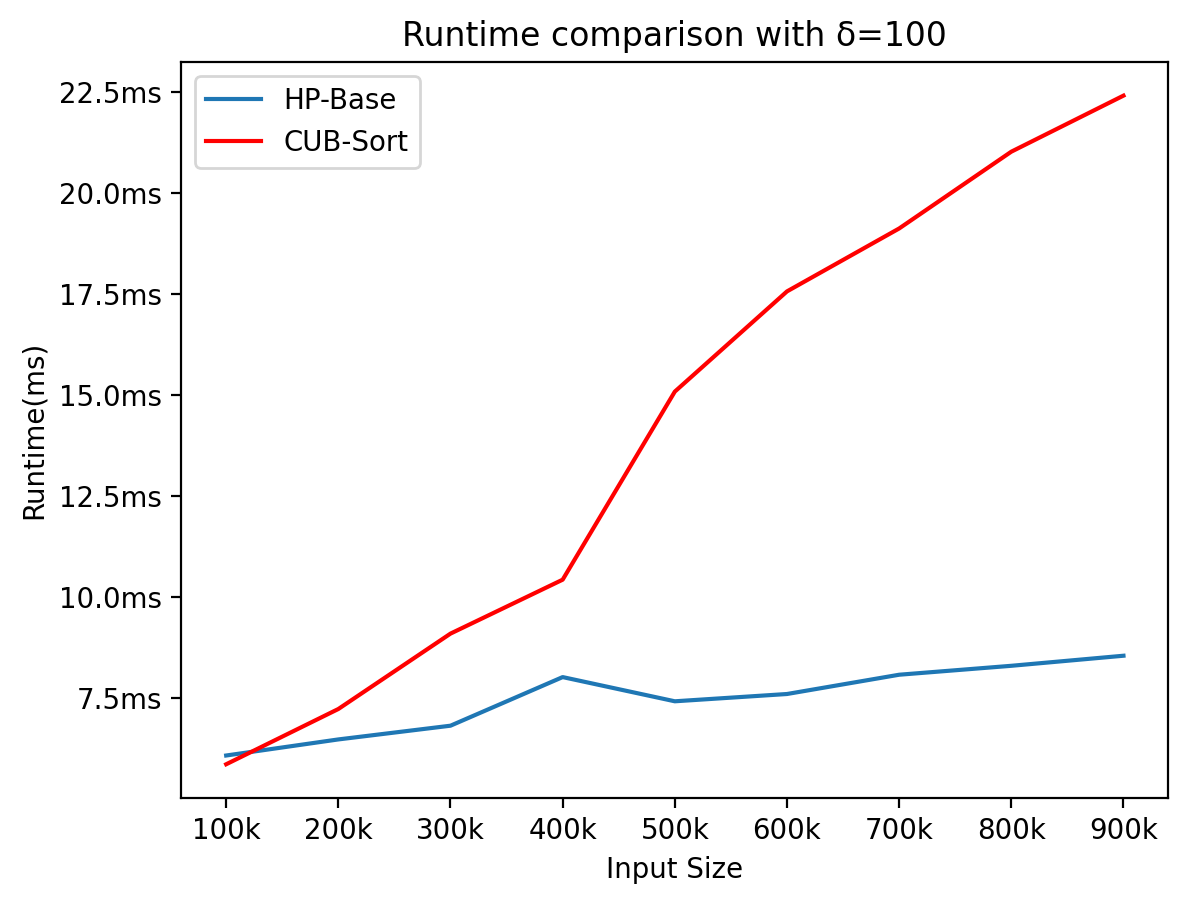 Runtime comparison with δ=100
HP-Base
CUB-Sort
22.5ms
20.0ms
17.5ms
15.0ms
12.5ms
10.0ms
7.5ms
Runtime(ms)
100k 200k 300k 400k 500k 600k 700k 800k 900k
Input Size